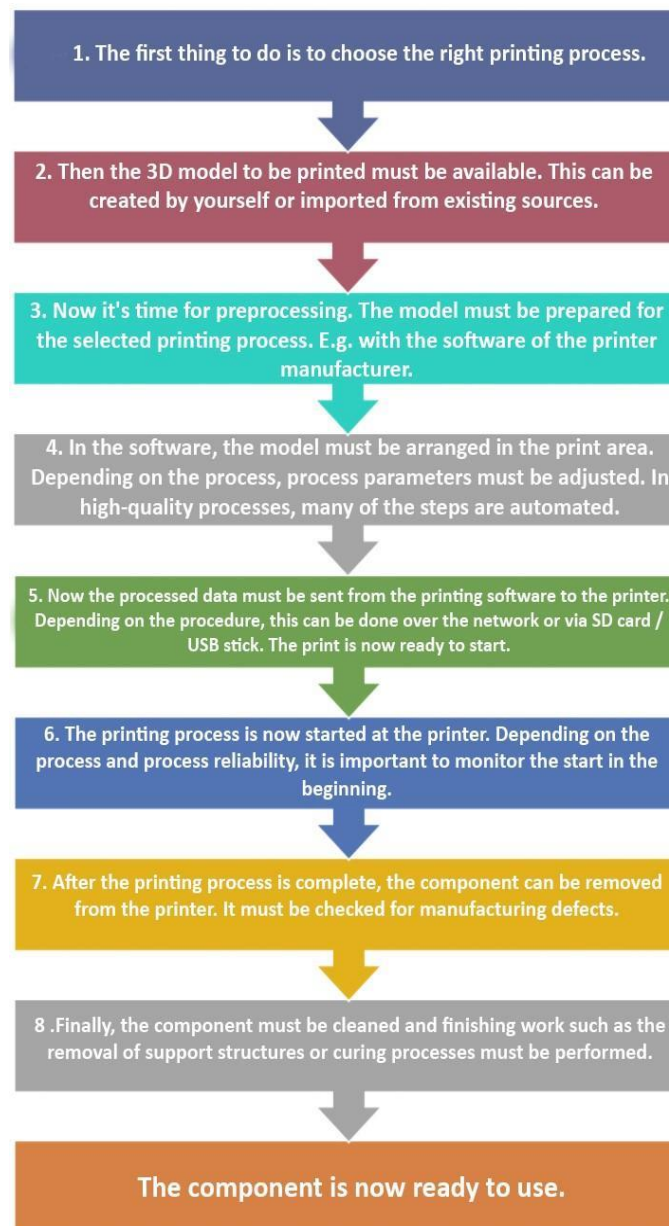 1. The first thing to do is to choose the right printing process.
2. Then the 3D model to be printed must be available. This can be
created by yourself or imported from existing sources.
3. Now it's time for preprocessing. The model must be prepared for
the selected printing process. E.g. with the software of the printer
manufacturer.
4. In the software, the model must be arranged in the print area.
Depending on the process, process parameters must be adjusted. In
high-quality processes, many of the steps are automated.
5. Now the processed data must be sent from the printing software to the printer.
Depending on the procedure, this can be done over the network or via SD card /
USB stick. The print is now ready to start.
6. The printing process is now started at the printer. Depending on the
process and process reliability, it is important to monitor the start in the
beginning.
7. After the printing process is complete, the component can be removed
from the printer. It must be checked for manufacturing defects.
8 .Finally, the component must be cleaned and finishing work such as the
removal of support structures or curing processes must be performed.
The component is now ready to use.